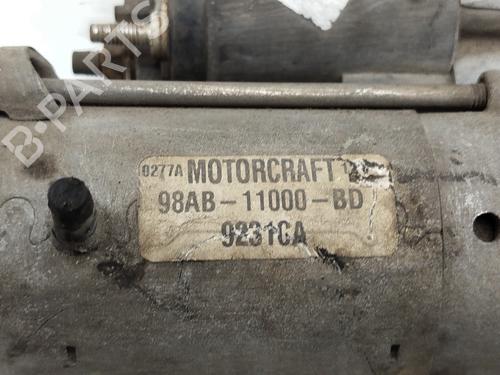 B-PARTS
0277A MOTORCRAFT
98AB-11000-BD
9231CA